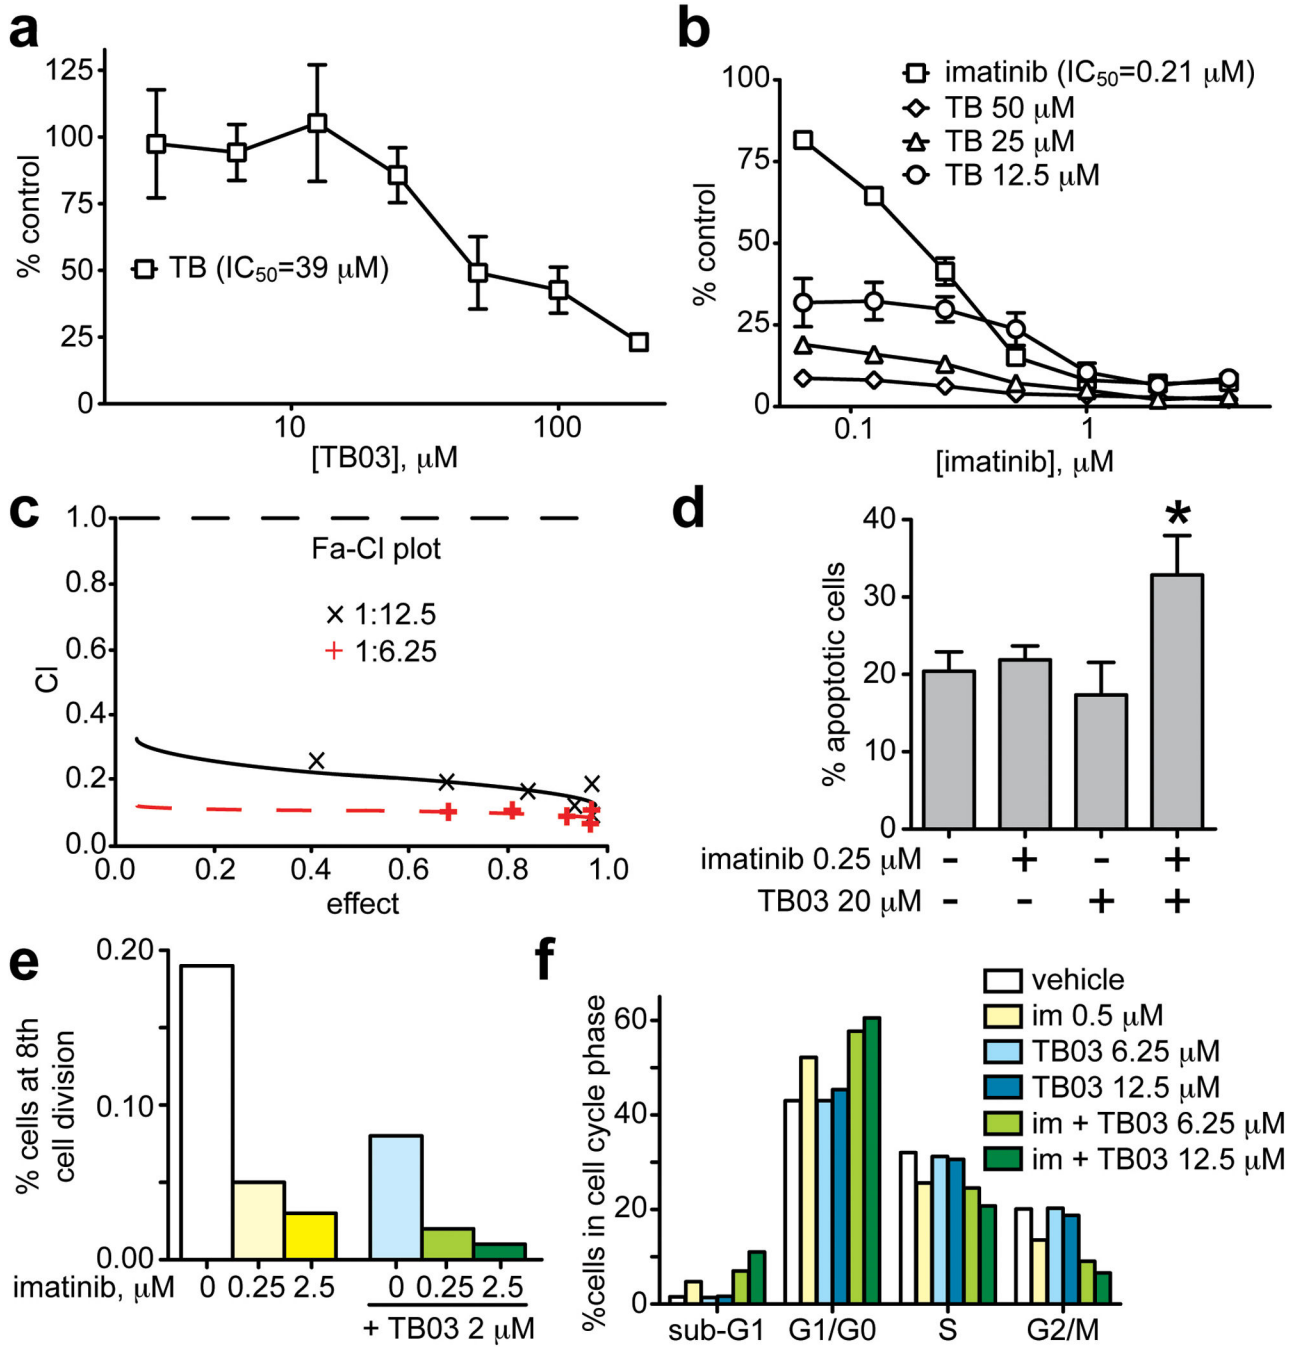 a
125
100
75
50
25
0
% control
TB (IC50=39 μM)
10
100
[TB03], μM
b
100
75
50
25
0
% control
imatinib (IC50=0.21 μM)
TB 50 μM
TB 25 μM
TB 12.5 μM
0.1
1
[imatinib], μM
c
1.0
0.8
0.6
0.4
0.2
0.0
CI
Fa-CI plot
1:12.5
1:6.25
0.0 0.2 0.4 0.6 0.8 1.0
effect
d
40
30
20
10
0
% apoptotic cells
*
imatinib 0.25 μM - + - +
TB03 20 μM - - + +
e
0.20
0.10
0.00
% cells at 8th
cell division
imatinib, μM 0 0.25 2.5 0 0.25 2.5
+ TB03 2 μM
f
60
40
20
0
%cells in cell cycle phase
vehicle
im 0.5 μM
TB03 6.25 μM
TB03 12.5 μM
im + TB03 6.25 μM
im + TB03 12.5 μM
sub-G1 G1/G0 S G2/M